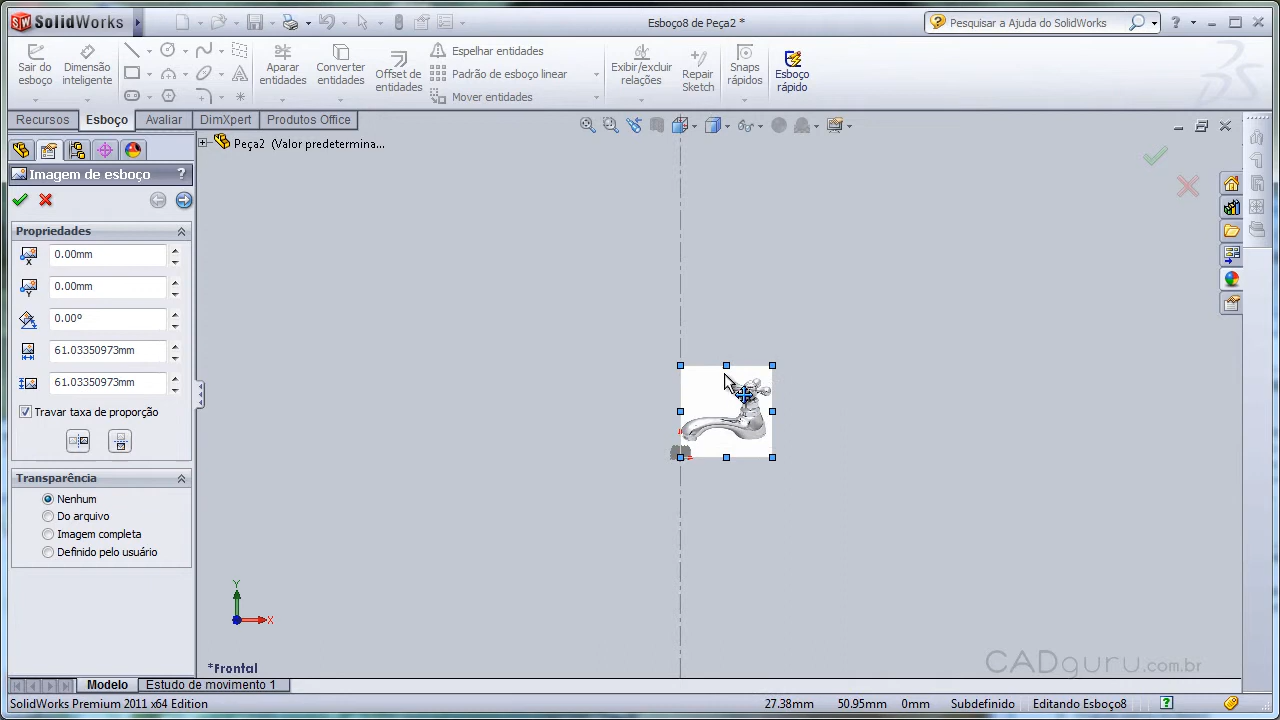 SolidWorks
Esboço8 de Peça2 *
Pesquisar a Ajuda do SolidWorks
Sair do esboço
Dimensão inteligente
Aparar entidades
Converter entidades
Offset de entidades
Espelhar entidades
Padrão de esboço linear
Mover entidades
Exibir/excluir relações
Repair Sketch
Snaps rápidos
Esboço rápido
Recursos
Esboço
Avaliar
DimXpert
Produtos Office
Peça2 (Valor predetermina...
Imagem de esboço
?
Propriedades
0.00mm
0.00mm
0.00º
61.03350973mm
61.03350973mm
Travar taxa de proporção
Transparência
Nenhum
Do arquivo
Imagem completa
Definido pelo usuário
Y
X
*Frontal
CADguru.com.br
Modelo
Estudo de movimento 1
SolidWorks Premium 2011 x64 Edition
27.38mm
50.95mm
0mm
Subdefinido
Editando Esboço8